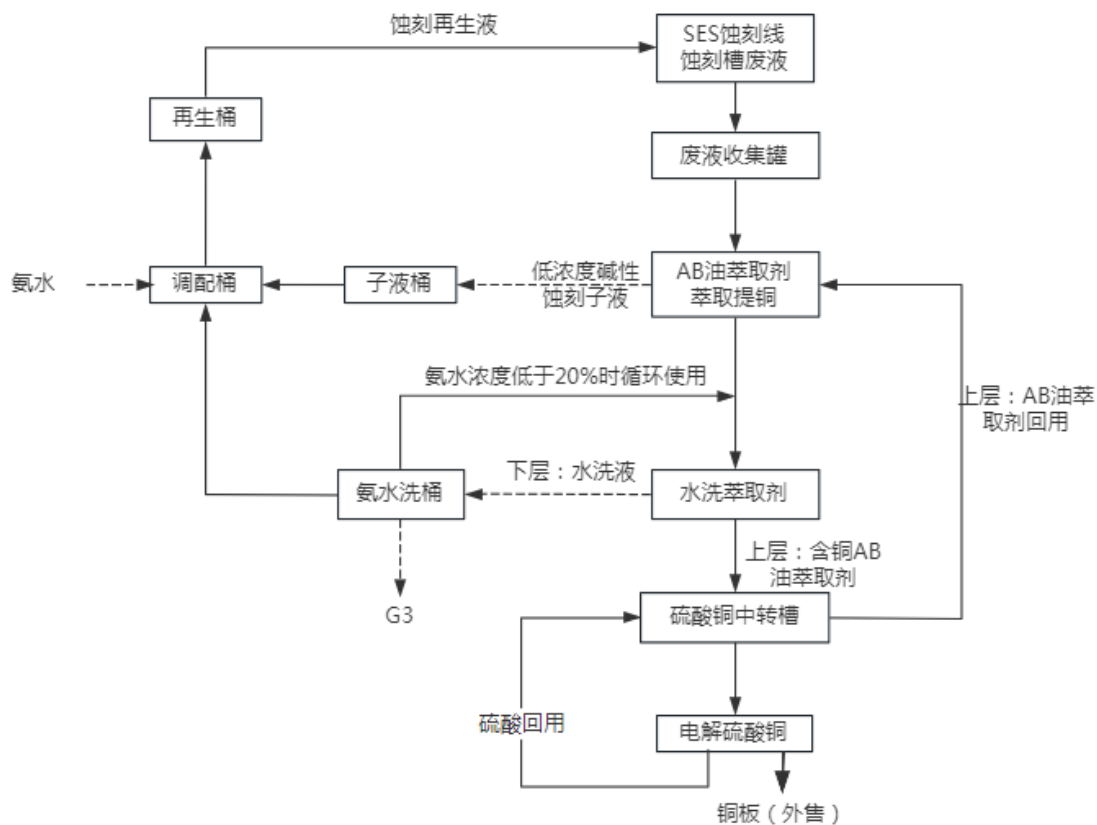 蚀刻再生液
SES蚀刻线
蚀刻槽废液
再生桶
废液收集罐
氨水
调配桶
子液桶
低浓度碱性
蚀刻子液
AB油萃取剂
萃取提铜
氨水浓度低于20%时循环使用
上层：AB油萃
取剂回用
氨水洗桶
下层：水洗液
水洗萃取剂
上层：含铜AB
油萃取剂
G3
硫酸铜中转槽
硫酸回用
电解硫酸铜
铜板（外售）